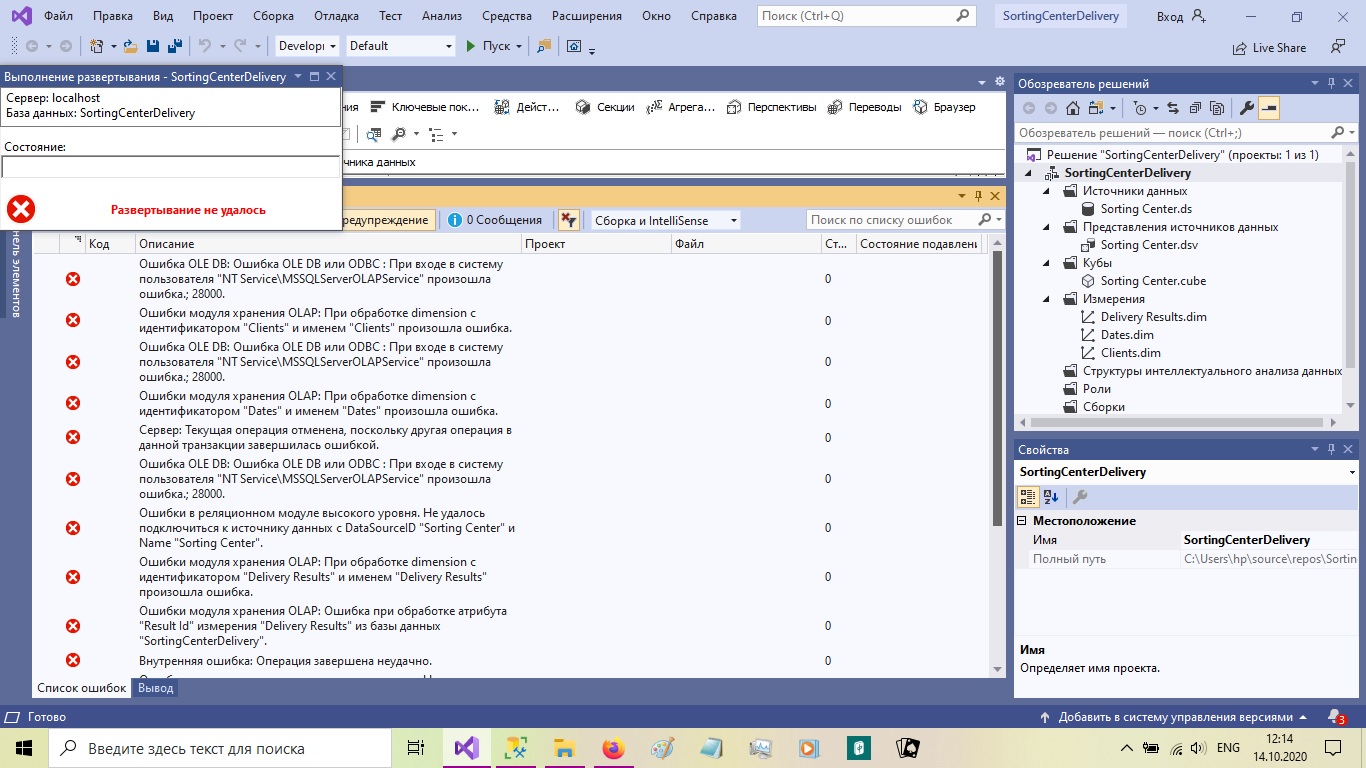 Файл Правка Вид Проект Сборка Отладка Тест Анализ Средства Расширения Окно Справка Поиск (Ctrl+Q) SortingCenterDelivery Вход
Developr Default Пуск Live Share
Выполнение развертывания - SortingCenterDelivery
Сервер: localhost
База данных: SortingCenterDelivery
Состояние:
Развертывание не удалось
ния Ключевые пок... Дейст... Секции Агрега... Перспективы Переводы Браузер
чника данных
редупреждение 0 Сообщения Сборка и IntelliSense Поиск по списку ошибок
нель элементов
Код Описание Проект Файл Ст... Состояние подавлени
Ошибка OLE DB: Ошибка OLE DB или ODBC : При входе в систему
пользователя "NT Service\MSSQLServerOLAPService" произошла
ошибка.; 28000.
0
Ошибки модуля хранения OLAP: При обработке dimension с
идентификатором "Clients" и именем "Clients" произошла ошибка.
0
Ошибка OLE DB: Ошибка OLE DB или ODBC : При входе в систему
пользователя "NT Service\MSSQLServerOLAPService" произошла
ошибка.; 28000.
0
Ошибки модуля хранения OLAP: При обработке dimension с
идентификатором "Dates" и именем "Dates" произошла ошибка.
0
Сервер: Текущая операция отменена, поскольку другая операция в
данной транзакции завершилась ошибкой.
0
Ошибка OLE DB: Ошибка OLE DB или ODBC : При входе в систему
пользователя "NT Service\MSSQLServerOLAPService" произошла
ошибка.; 28000.
0
Ошибки в реляционном модуле высокого уровня. Не удалось
подключиться к источнику данных с DataSourceID "Sorting Center" и
Name "Sorting Center".
0
Ошибки модуля хранения OLAP: При обработке dimension с
идентификатором "Delivery Results" и именем "Delivery Results"
произошла ошибка.
0
Ошибки модуля хранения OLAP: Ошибка при обработке атрибута
"Result Id" измерения "Delivery Results" из базы данных
"SortingCenterDelivery".
0
Внутренняя ошибка: Операция завершена неудачно.
0
Список ошибок Вывод
Обозреватель решений
Обозреватель решений — поиск (Ctrl+;)
Решение "SortingCenterDelivery" (проекты: 1 из 1)
SortingCenterDelivery
Источники данных
Sorting Center.ds
Представления источников данных
Sorting Center.dsv
Кубы
Sorting Center.cube
Измерения
Delivery Results.dim
Dates.dim
Clients.dim
Структуры интеллектуального анализа данных
Роли
Сборки
Свойства
SortingCenterDelivery
Местоположение
Имя SortingCenterDelivery
Полный путь C:\Users\hp\source\repos\Sortin
Имя
Определяет имя проекта.
Готово Добавить в систему управления версиями 3
Введите здесь текст для поиска ENG 12:14
14.10.2020